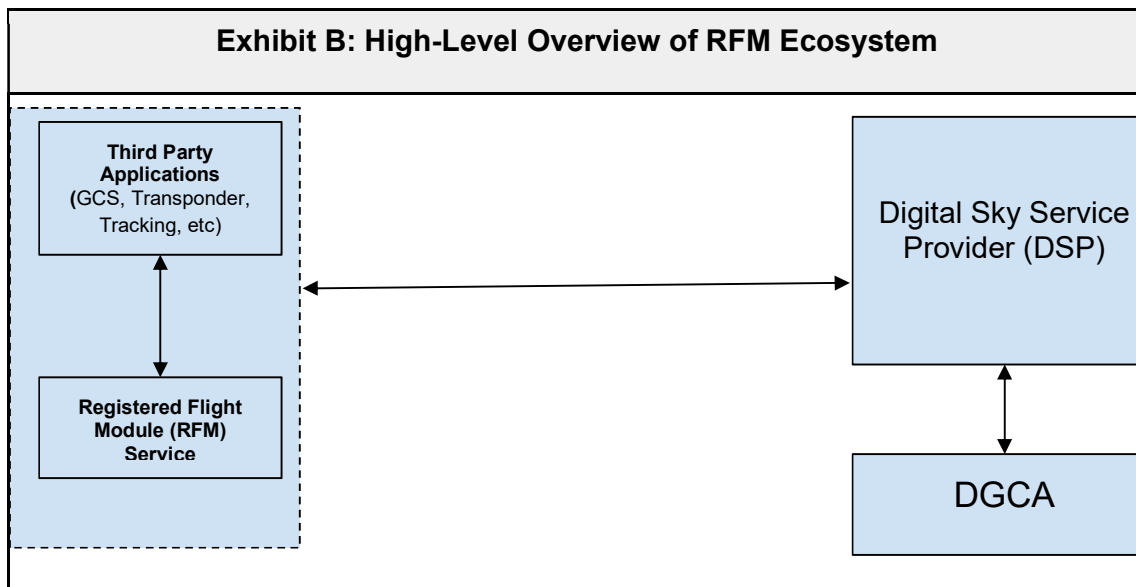 Exhibit B: High-Level Overview of RFM Ecosystem
Third Party
Applications
(GCS, Transponder,
Tracking, etc)
Registered Flight
Module (RFM)
Service
Digital Sky Service
Provider (DSP)
DGCA